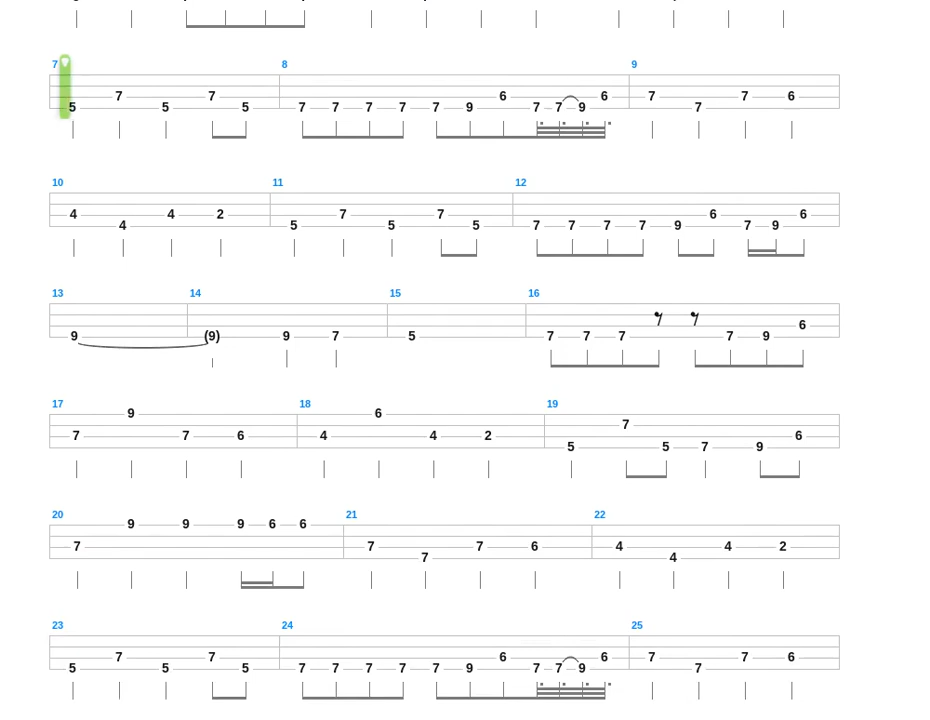 7 8 9
7 7 7 6
5 5 5
7 7 7 7 7 9 6 7 7 9 6
7
10 11 12
4 4 2 7 7 6 6
4 5 5 5 7 7 7 7 9 7 9
13 14 15 16
6
9 (9) 9 7 5 7 7 7 7 9
17 18 19
9 6
7
7 7 6 4 4 2 6
5 5 7 9
20 21 22
9 9 9 6 6
7 7 7 6 4 4 2
7 4
23 24 25
7 7 6 6 7 7 6
5 5 5 7 7 7 7 7 9 7 7 9 7